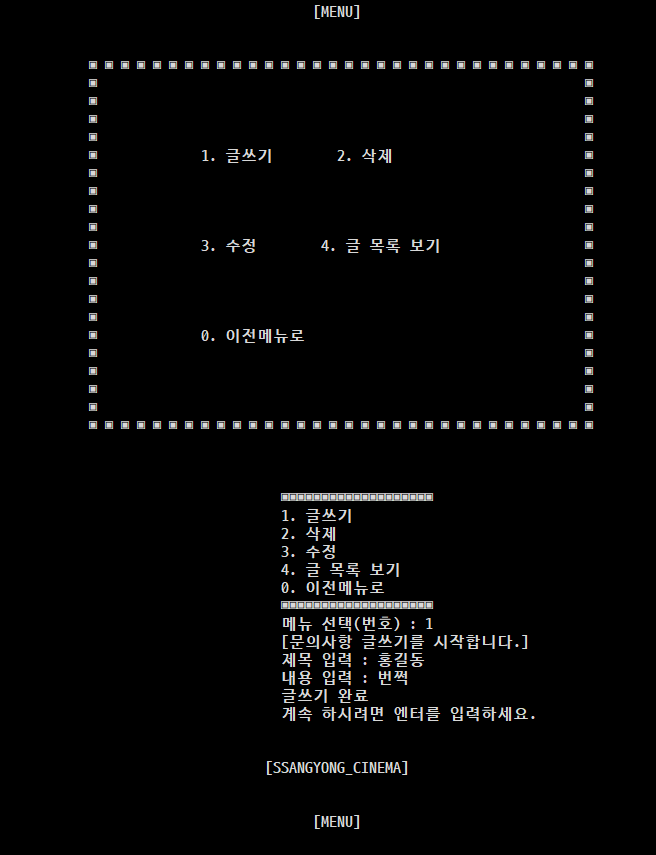 [MENU]
1. 글쓰기 2. 삭제
3. 수정 4. 글 목록 보기
0. 이전메뉴로
1. 글쓰기
2. 삭제
3. 수정
4. 글 목록 보기
0. 이전메뉴로
메뉴 선택(번호) : 1
[문의사항 글쓰기를 시작합니다.]
제목 입력 : 홍길동
내용 입력 : 번쩍
글쓰기 완료
계속 하시려면 엔터를 입력하세요.
[SSANGYONG_CINEMA]
[MENU]